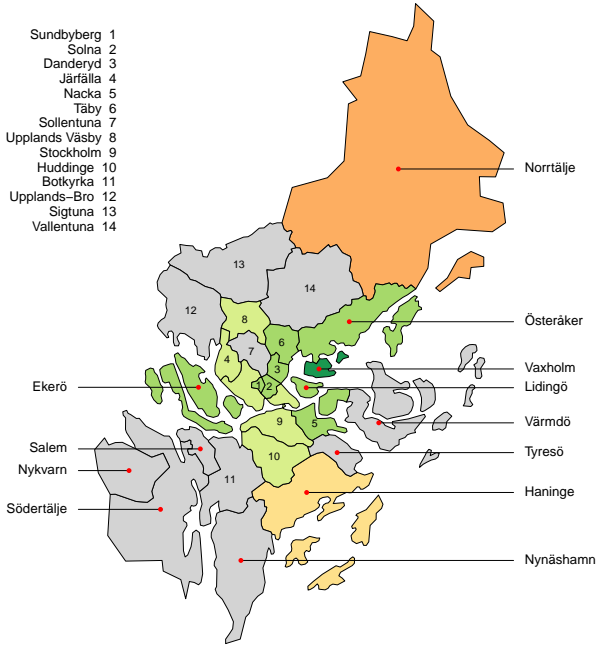 Sundbyberg 1
Solna 2
Danderyd 3
Järfälla 4
Nacka 5
Täby 6
Sollentuna 7
Upplands Väsby 8
Stockholm 9
Huddinge 10
Botkyrka 11
Upplands–Bro 12
Sigtuna 13
Vallentuna 14
Norrtälje
13
14
12
8
Österåker
6
7
4
3
Vaxholm
1
2
Ekerö
Lidingö
9
5
Värmdö
Salem
Tyresö
10
Nykvarn
11
Haninge
Södertälje
Nynäshamn